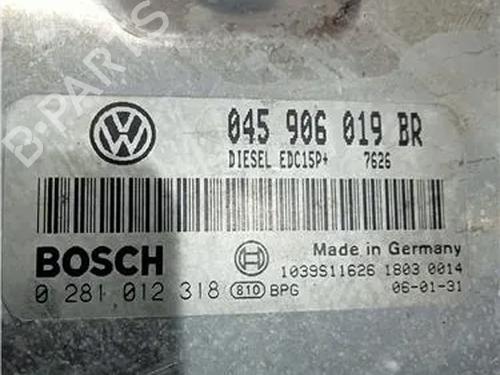 B-PARTS
VW
045 906 019 BR
DIESEL EDC15P+ 7626
BOSCH
Made in Germany
1039S11626 1803 0014
0 281 012 318 810 BPG
06-01-31